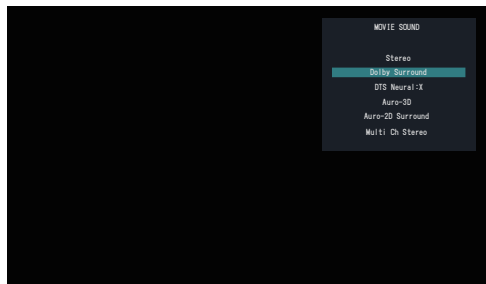 MOVIE SOUND
Stereo
Dolby Surround
DTS Neural:X
Auro-3D
Auro-2D Surround
Multi Ch Stereo